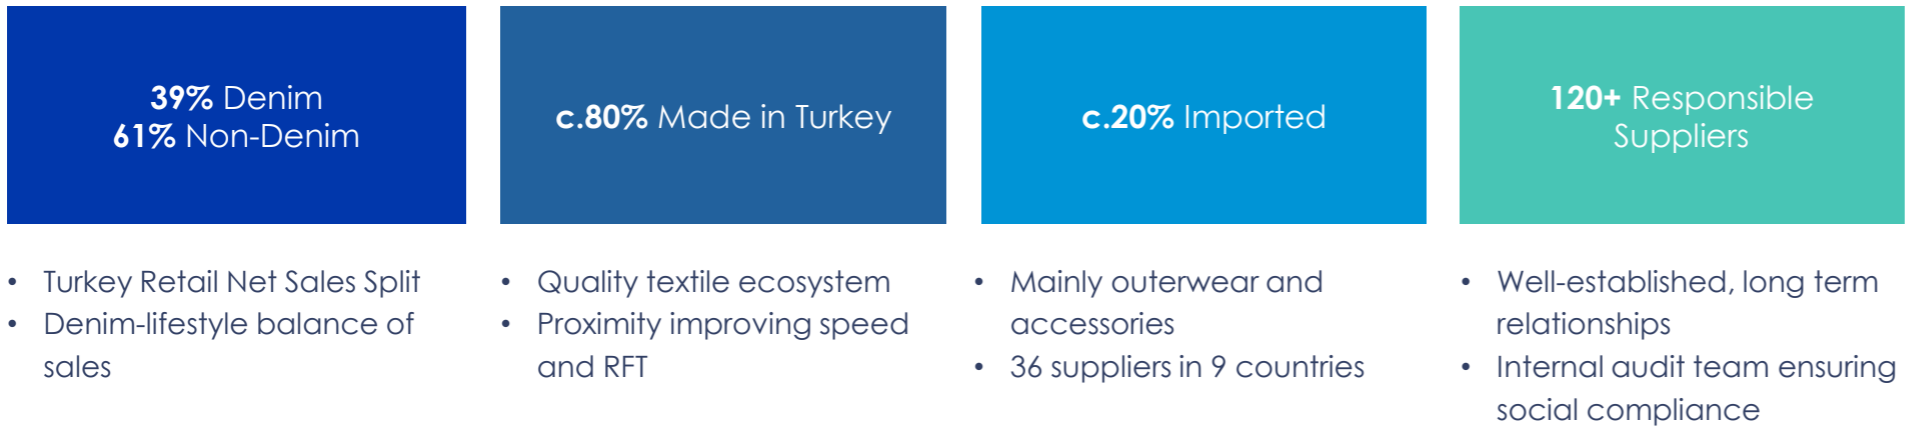 39% Denim
61% Non-Denim
c.80% Made in Turkey
c.20% Imported
120+ Responsible
Suppliers
• Turkey Retail Net Sales Split
• Denim-lifestyle balance of
sales
• Quality textile ecosystem
• Proximity improving speed
and RFT
• Mainly outerwear and
accessories
• 36 suppliers in 9 countries
• Well-established, long term
relationships
• Internal audit team ensuring
social compliance